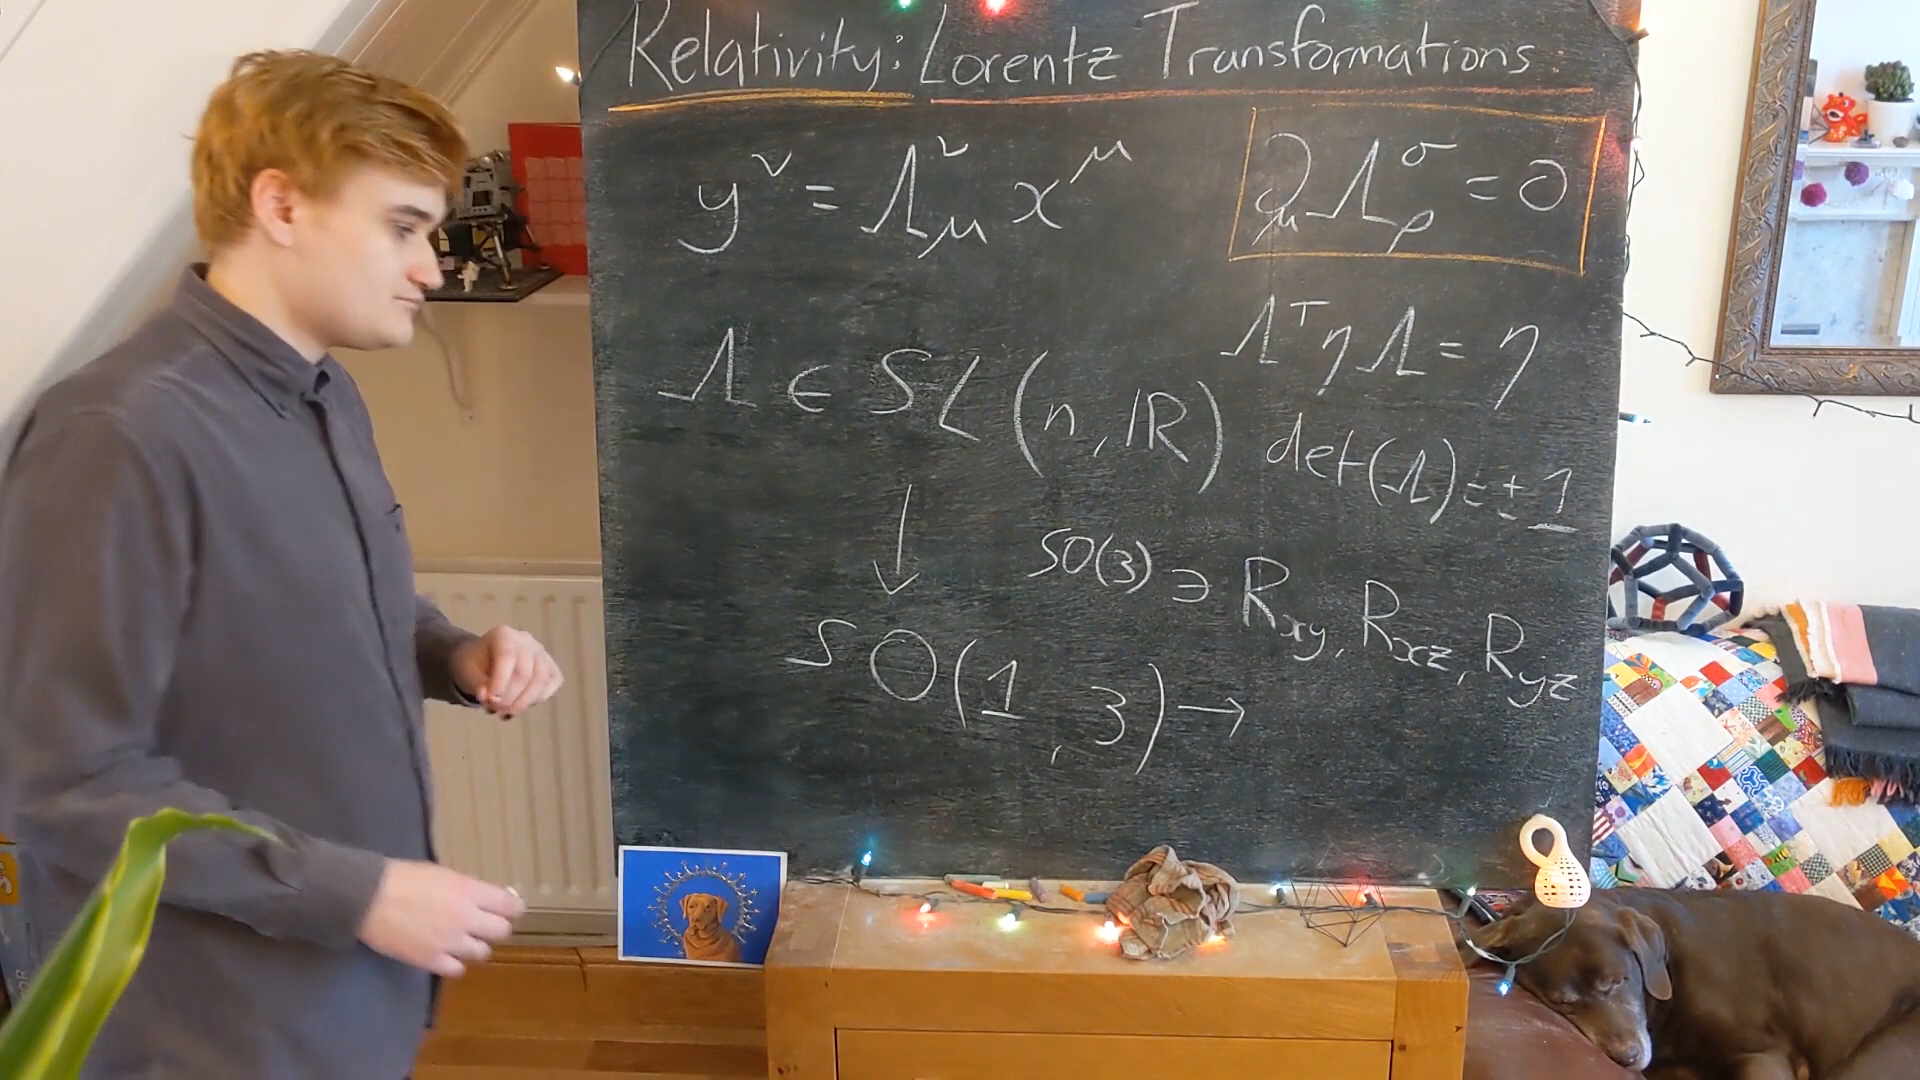 Relativity: Lorentz Transformations
y^ν = Λ^ν_μ x^μ
∂_μ Λ^σ_ρ = 0
Λ^T η Λ = η
Λ ∈ SL(n, ℝ)
det(Λ) = ± 1
↓
SO(3) ∋ R_xy, R_xz, R_yz
SO(1, 3) →